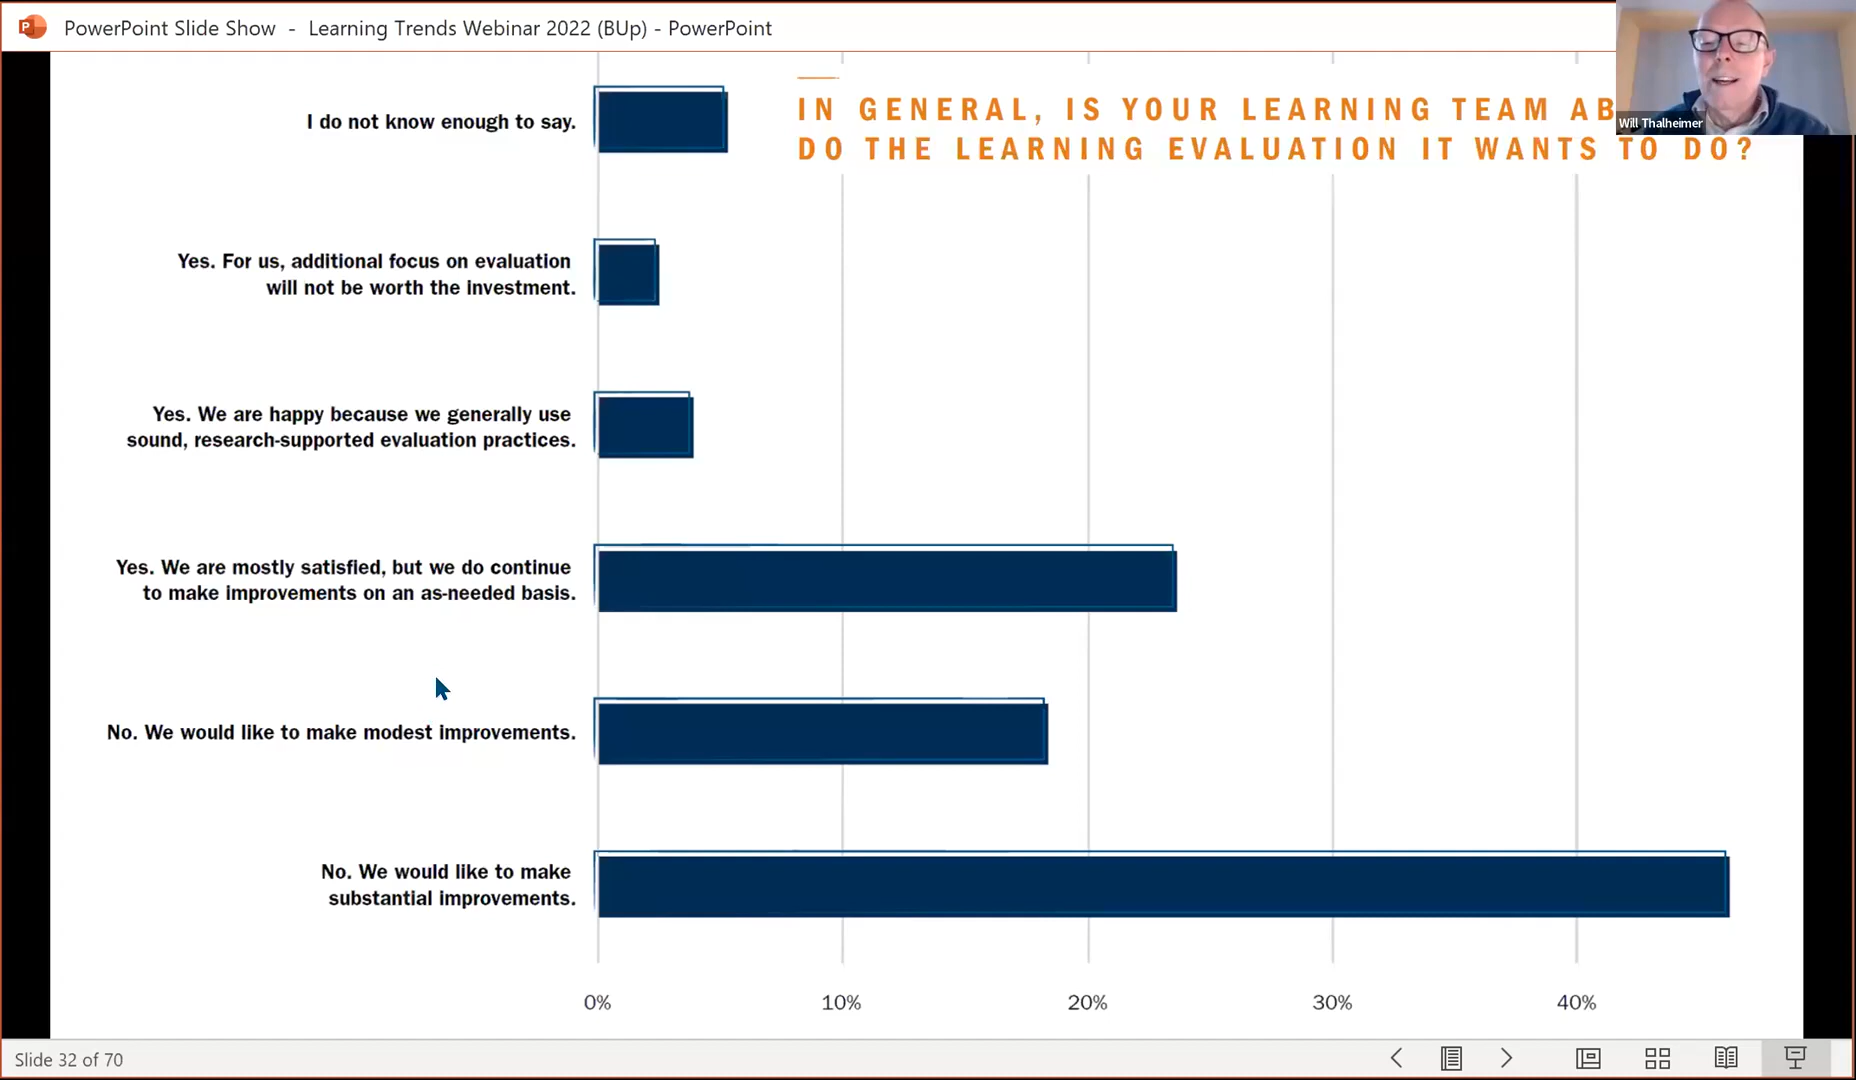 PowerPoint Slide Show - Learning Trends Webinar 2022 (BUp) - PowerPoint
Will Thalheimer
IN GENERAL, IS YOUR LEARNING TEAM
DO THE LEARNING EVALUATION IT WANTS TO DO?
I do not know enough to say.
Yes. For us, additional focus on evaluation
will not be worth the investment.
Yes. We are happy because we generally use
sound, research-supported evaluation practices.
Yes. We are mostly satisfied, but we do continue
to make improvements on an as-needed basis.
No. We would like to make modest improvements.
No. We would like to make
substantial improvements.
0% 10% 20% 30% 40%
Slide 32 of 70